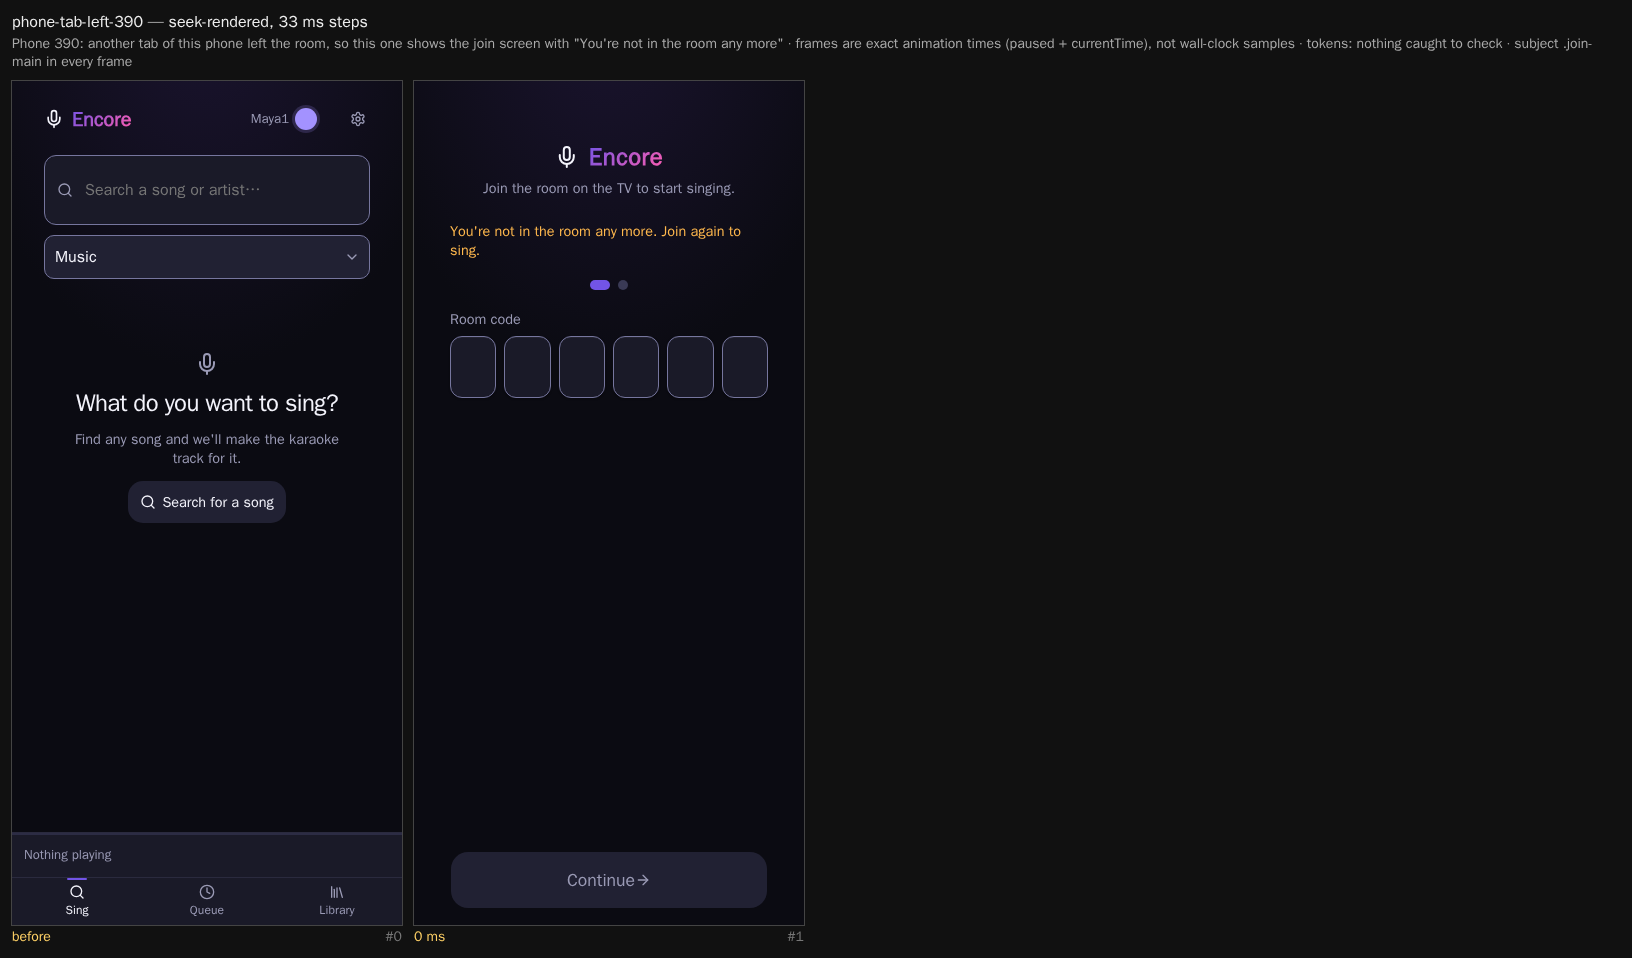 phone-tab-left-390 — seek-rendered, 33 ms steps
Phone 390: another tab of this phone left the room, so this one shows the join screen with "You're not in the room any more" · frames are exact animation times (paused + currentTime), not wall-clock samples · tokens: nothing caught to check · subject .join-
main in every frame
Encore
Maya1
Search a song or artist···
Music
What do you want to sing?
Find any song and we'll make the karaoke
track for it.
Search for a song
Nothing playing
Sing
Queue
Library
before
#0
Encore
Join the room on the TV to start singing.
You're not in the room any more. Join again to
sing.
Room code
Continue→
0 ms
#1